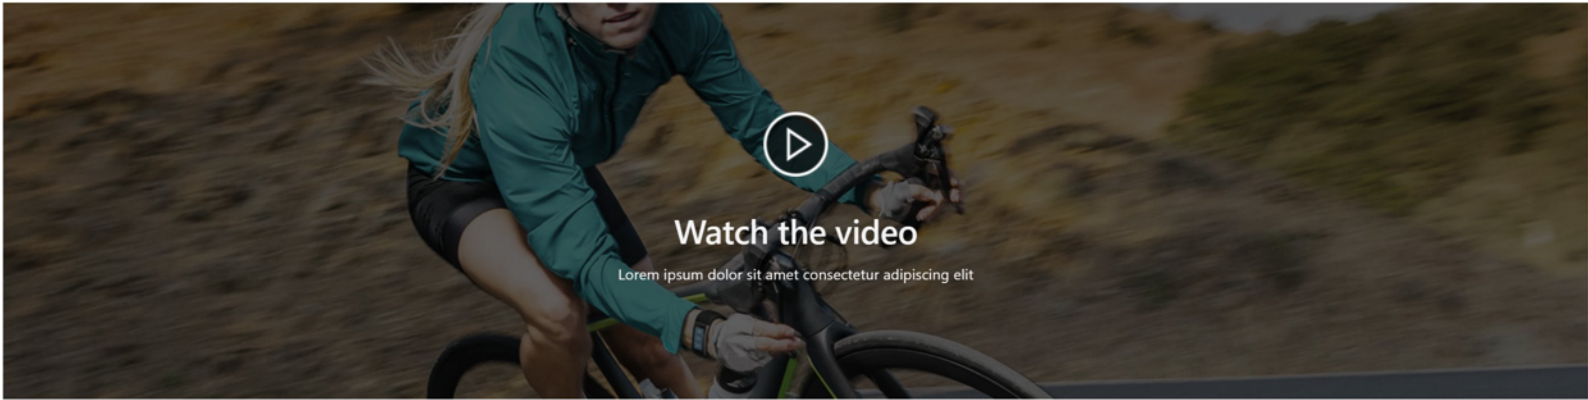 Watch the video
Lorem ipsum dolor sit amet consectetur adipiscing elit